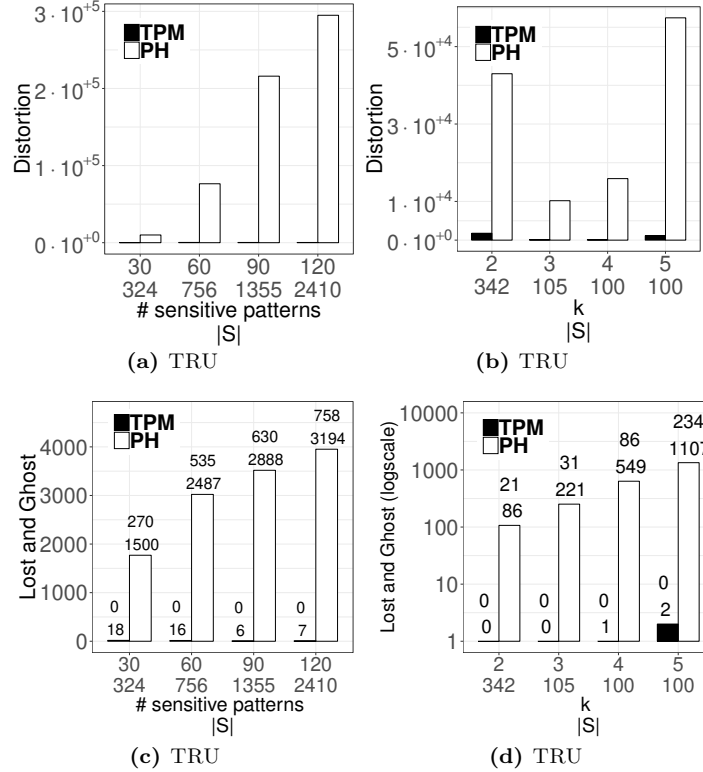 TPM
PH
Distortion
3 · 10^+5
2 · 10^+5
1 · 10^+5
0 · 10^+0
30 60 90 120
324 756 1355 2410
# sensitive patterns
|S|
(a) TRU
TPM
PH
Distortion
5 · 10^+4
3 · 10^+4
1 · 10^+4
0 · 10^+0
2 3 4 5
342 105 100 100
k
|S|
(b) TRU
TPM
PH
Lost and Ghost
4000
3000
2000
1000
0
270
1500
535
2487
630
2888
758
3194
0 0 0 0
18 16 6 7
30 60 90 120
324 756 1355 2410
# sensitive patterns
|S|
(c) TRU
TPM
PH
Lost and Ghost (logscale)
10000
1000
100
10
1
21
86
31
221
86
549
234
1107
0 0 0 0
0 0 1 2
2 3 4 5
342 105 100 100
k
|S|
(d) TRU